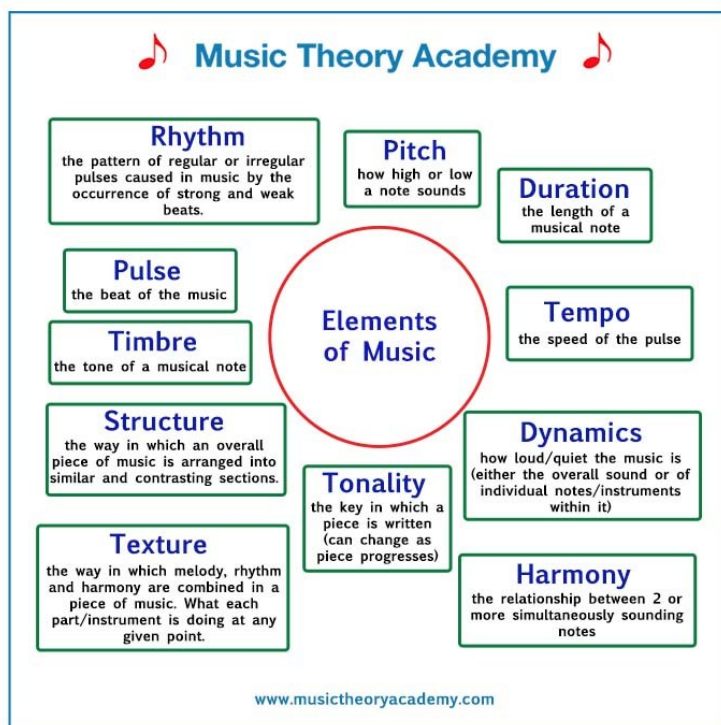 Music Theory Academy
Rhythm
the pattern of regular or irregular
pulses caused in music by the
occurrence of strong and weak
beats.
Pitch
how high or low
a note sounds
Duration
the length of a
musical note
Pulse
the beat of the music
Timbre
the tone of a musical note
Elements
of Music
Tempo
the speed of the pulse
Structure
the way in which an overall
piece of music is arranged into
similar and contrasting sections.
Dynamics
how loud/quiet the music is
(either the overall sound or of
individual notes/instruments
within it)
Tonality
the key in which a
piece is written
(can change as
piece progresses)
Texture
the way in which melody, rhythm
and harmony are combined in a
piece of music. What each
part/instrument is doing at any
given point.
Harmony
the relationship between 2 or
more simultaneously sounding
notes
www.musictheoryacademy.com